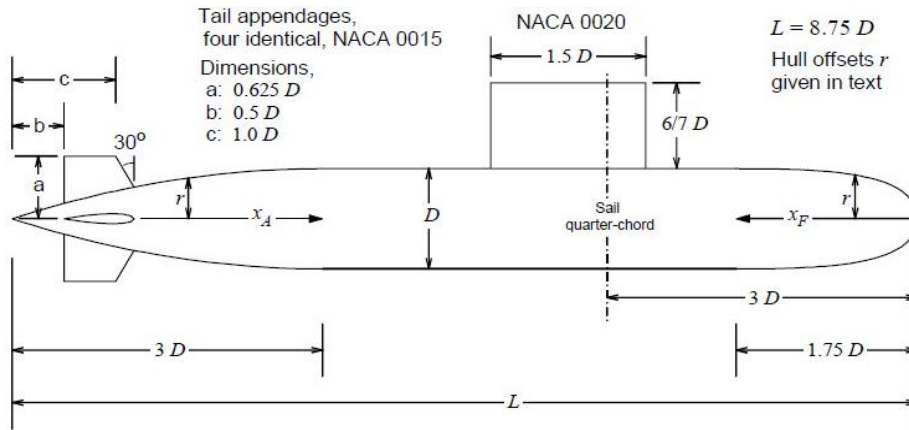 Tail appendages,
four identical, NACA 0015
Dimensions,
a: 0.625 D
b: 0.5 D
c: 1.0 D
NACA 0020
1.5 D
L = 8.75 D
Hull offsets r
given in text
c
b
30º
a
r
x_A
D
6/7 D
Sail
quarter-chord
x_F
r
3 D
3 D
1.75 D
L